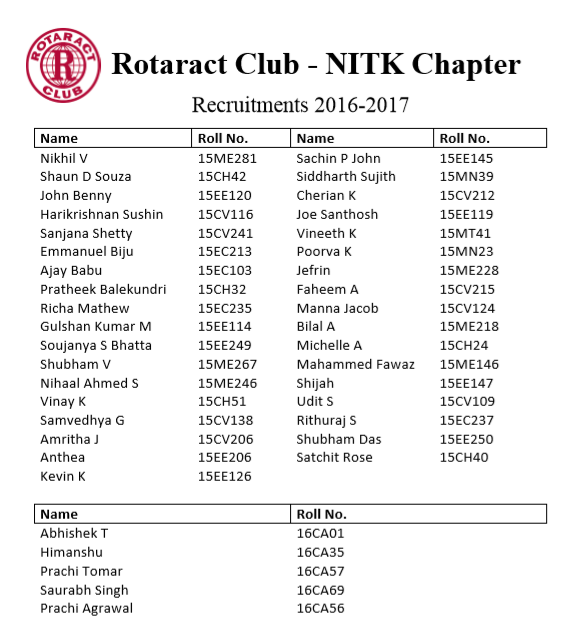 ROTARACT
R
CLUB
Rotaract Club - NITK Chapter
Recruitments 2016-2017
Name Roll No. Name Roll No.
Nikhil V 15ME281 Sachin P John 15EE145
Shaun D Souza 15CH42 Siddharth Sujith 15MN39
John Benny 15EE120 Cherian K 15CV212
Harikrishnan Sushin 15CV116 Joe Santhosh 15EE119
Sanjana Shetty 15CV241 Vineeth K 15MT41
Emmanuel Biju 15EC213 Poorva K 15MN23
Ajay Babu 15EC103 Jefrin 15ME228
Pratheek Balekundri 15CH32 Faheem A 15CV215
Richa Mathew 15EC235 Manna Jacob 15CV124
Gulshan Kumar M 15EE114 Bilal A 15ME218
Soujanya S Bhatta 15EE249 Michelle A 15CH24
Shubham V 15ME267 Mahammed Fawaz 15ME146
Nihaal Ahmed S 15ME246 Shijah 15EE147
Vinay K 15CH51 Udit S 15CV109
Samvedhya G 15CV138 Rithuraj S 15EC237
Amritha J 15CV206 Shubham Das 15EE250
Anthea 15EE206 Satchit Rose 15CH40
Kevin K 15EE126
Name Roll No.
Abhishek T 16CA01
Himanshu 16CA35
Prachi Tomar 16CA57
Saurabh Singh 16CA69
Prachi Agrawal 16CA56